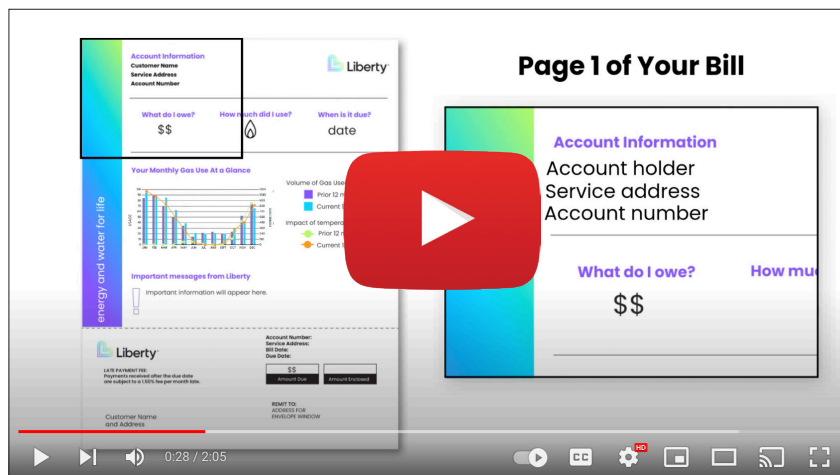 Page 1 of Your Bill
Account Information
Customer Name
Service Address
Account Number
Liberty
What do I owe?
How much did I use?
When is it due?
$$
date
Your Monthly Gas Use At a Glance
Volume of Gas Used
Prior 12 m
Current
Impact of tempera
Prior 12 m
Current
USAGE
JAN FEB MAR APR MAY JUN JUL AUG SEPT OCT NOV DEC
energy and water for life
Important messages from Liberty
Important information will appear here.
Liberty
LATE PAYMENT FEE:
Payments received after the due date
are subject to a 1.50% fee per month late.
Account Number:
Service Address:
Bill Date:
Due Date:
$$
Amount Due
Amount Enclosed
REMIT TO:
ADDRESS FOR
ENVELOPE WINDOW
Customer Name
and Address
Account Information
Account holder
Service address
Account number
What do I owe?
How mu
$$
0:28 / 2:05
CC
HD